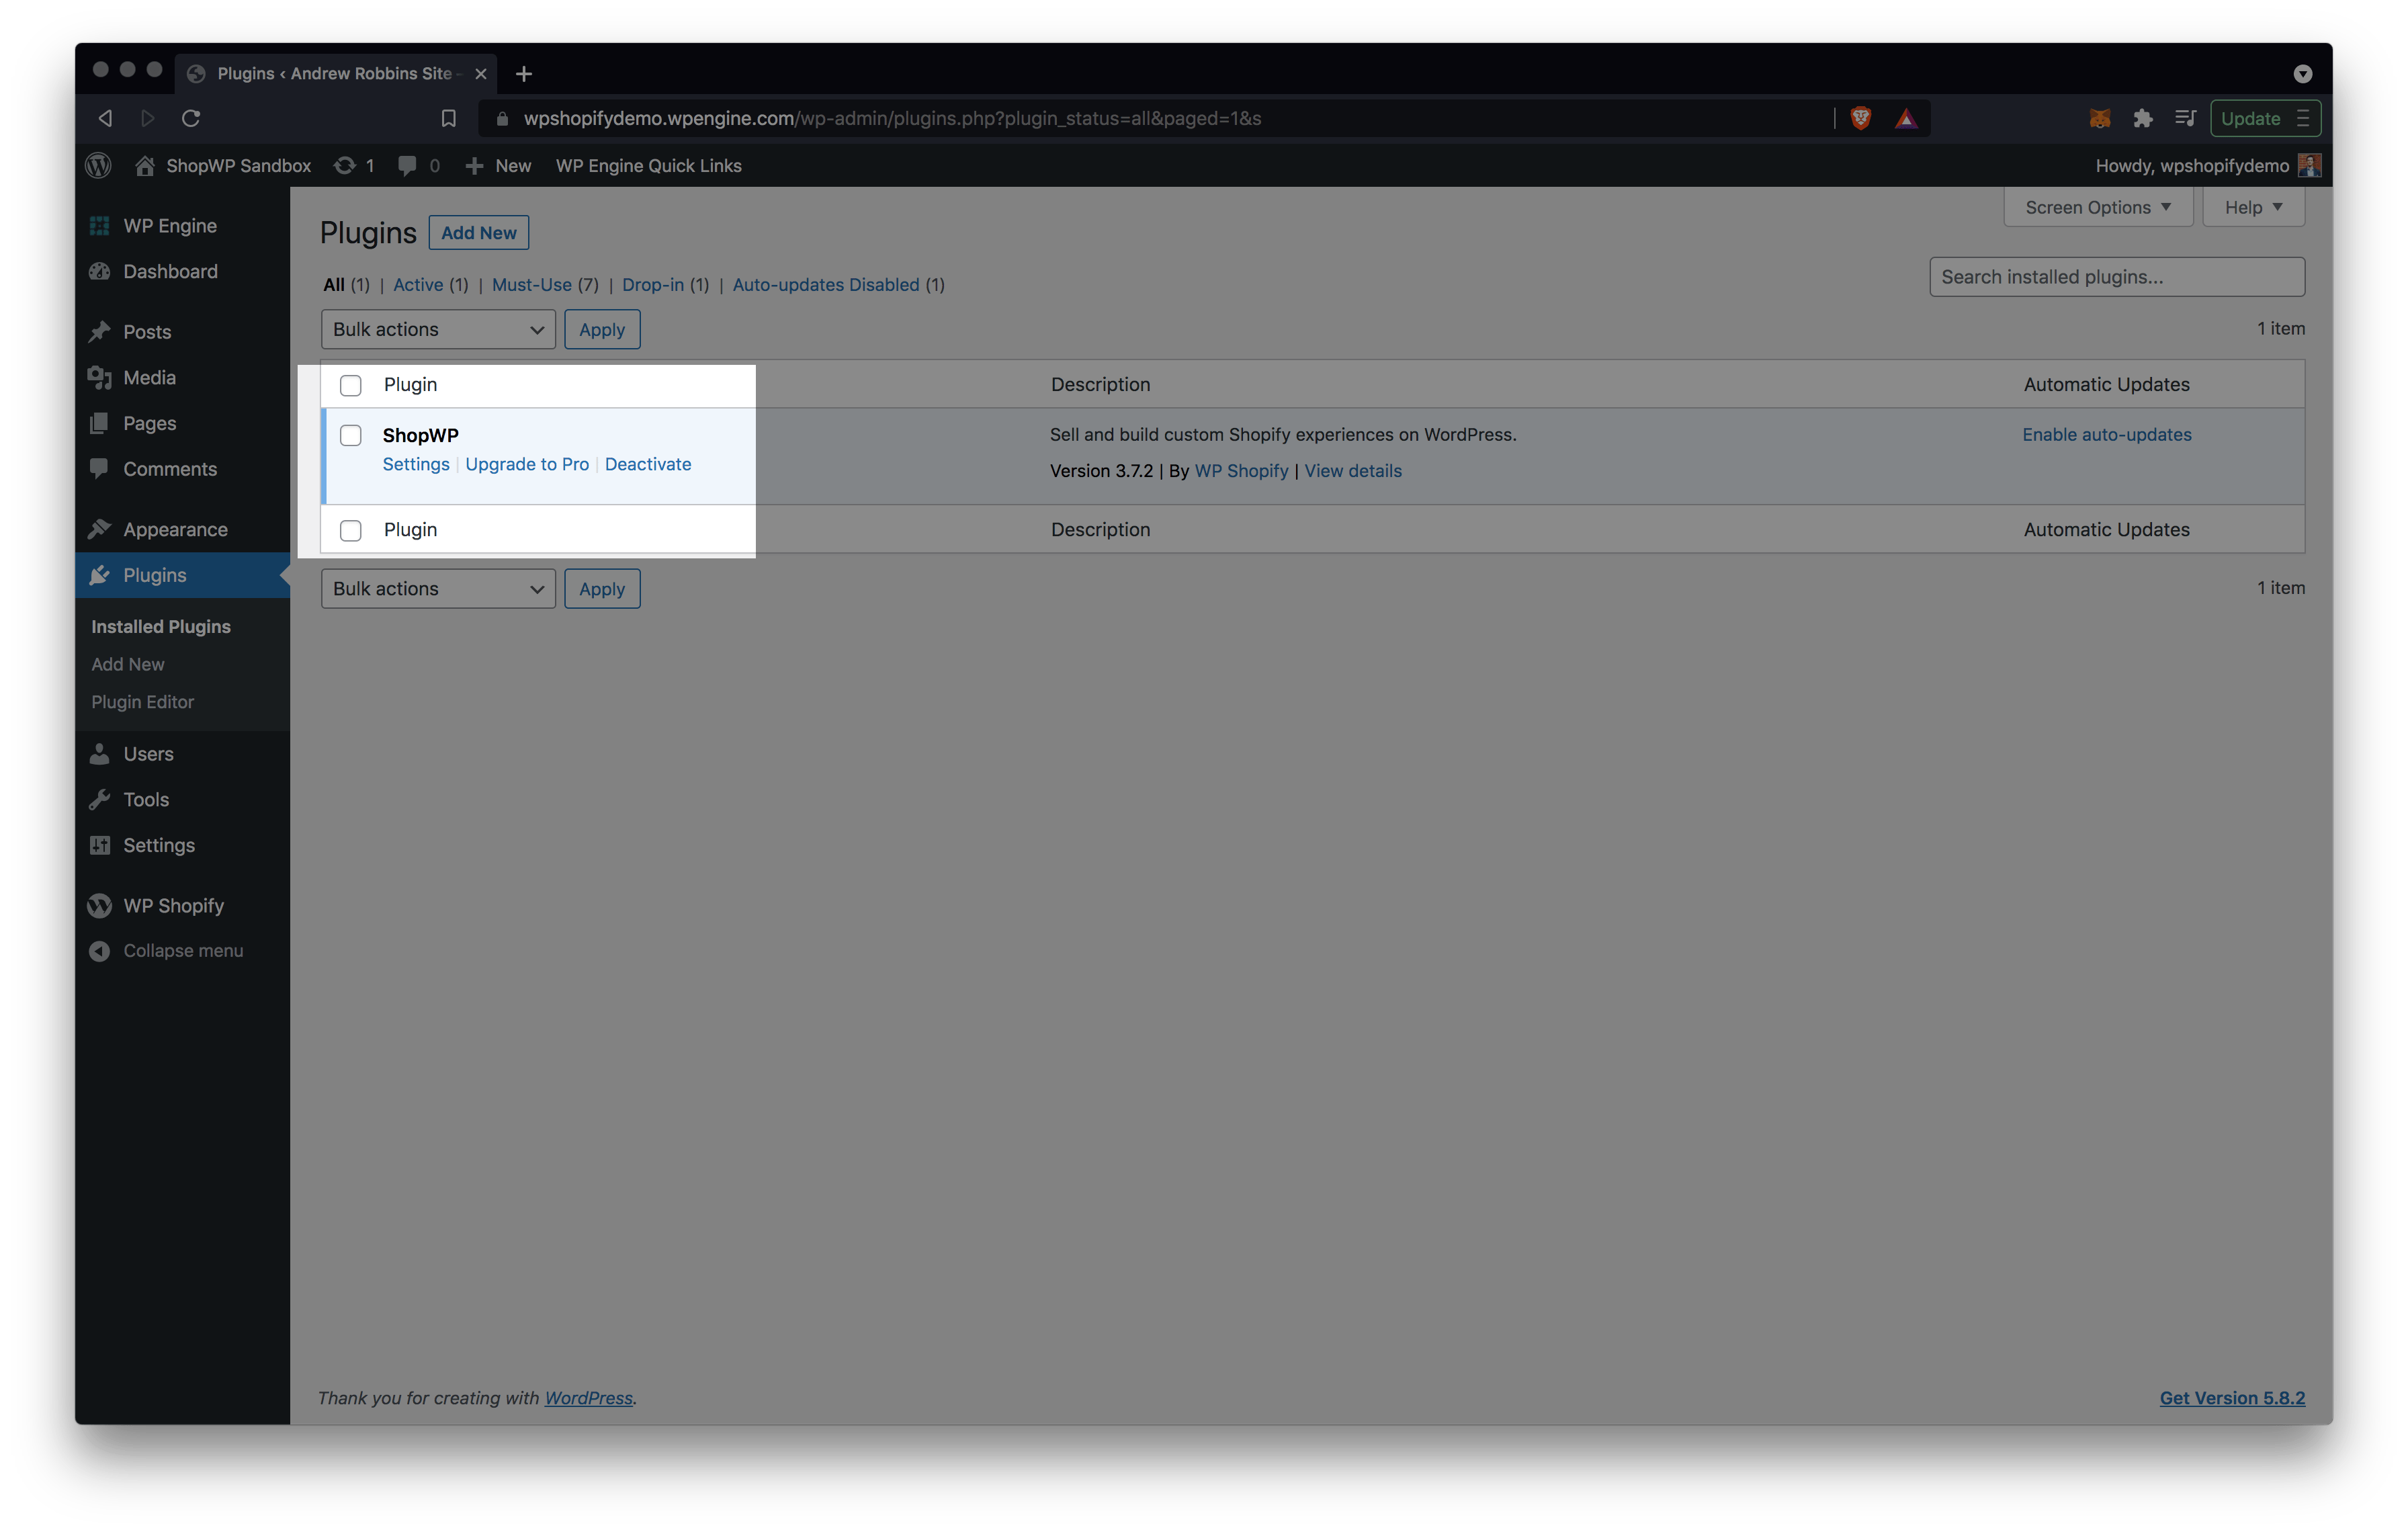 Plugins ‹ Andrew Robbins Site
wpshopifydemo.wpengine.com/wp-admin/plugins.php?plugin_status=all&paged=1&s
Update
ShopWP Sandbox 1 0 New WP Engine Quick Links Howdy, wpshopifydemo
WP Engine
Dashboard
Posts
Media
Pages
Comments
Appearance
Plugins
Installed Plugins
Add New
Plugin Editor
Users
Tools
Settings
WP Shopify
Collapse menu
Screen Options Help
Plugins Add New
All (1) | Active (1) | Must-Use (7) | Drop-in (1) | Auto-updates Disabled (1)
Search installed plugins...
Bulk actions Apply 1 item
Plugin Description Automatic Updates
ShopWP Sell and build custom Shopify experiences on WordPress. Enable auto-updates
Settings | Upgrade to Pro | Deactivate Version 3.7.2 | By WP Shopify | View details
Plugin Description Automatic Updates
Bulk actions Apply 1 item
Thank you for creating with WordPress. Get Version 5.8.2